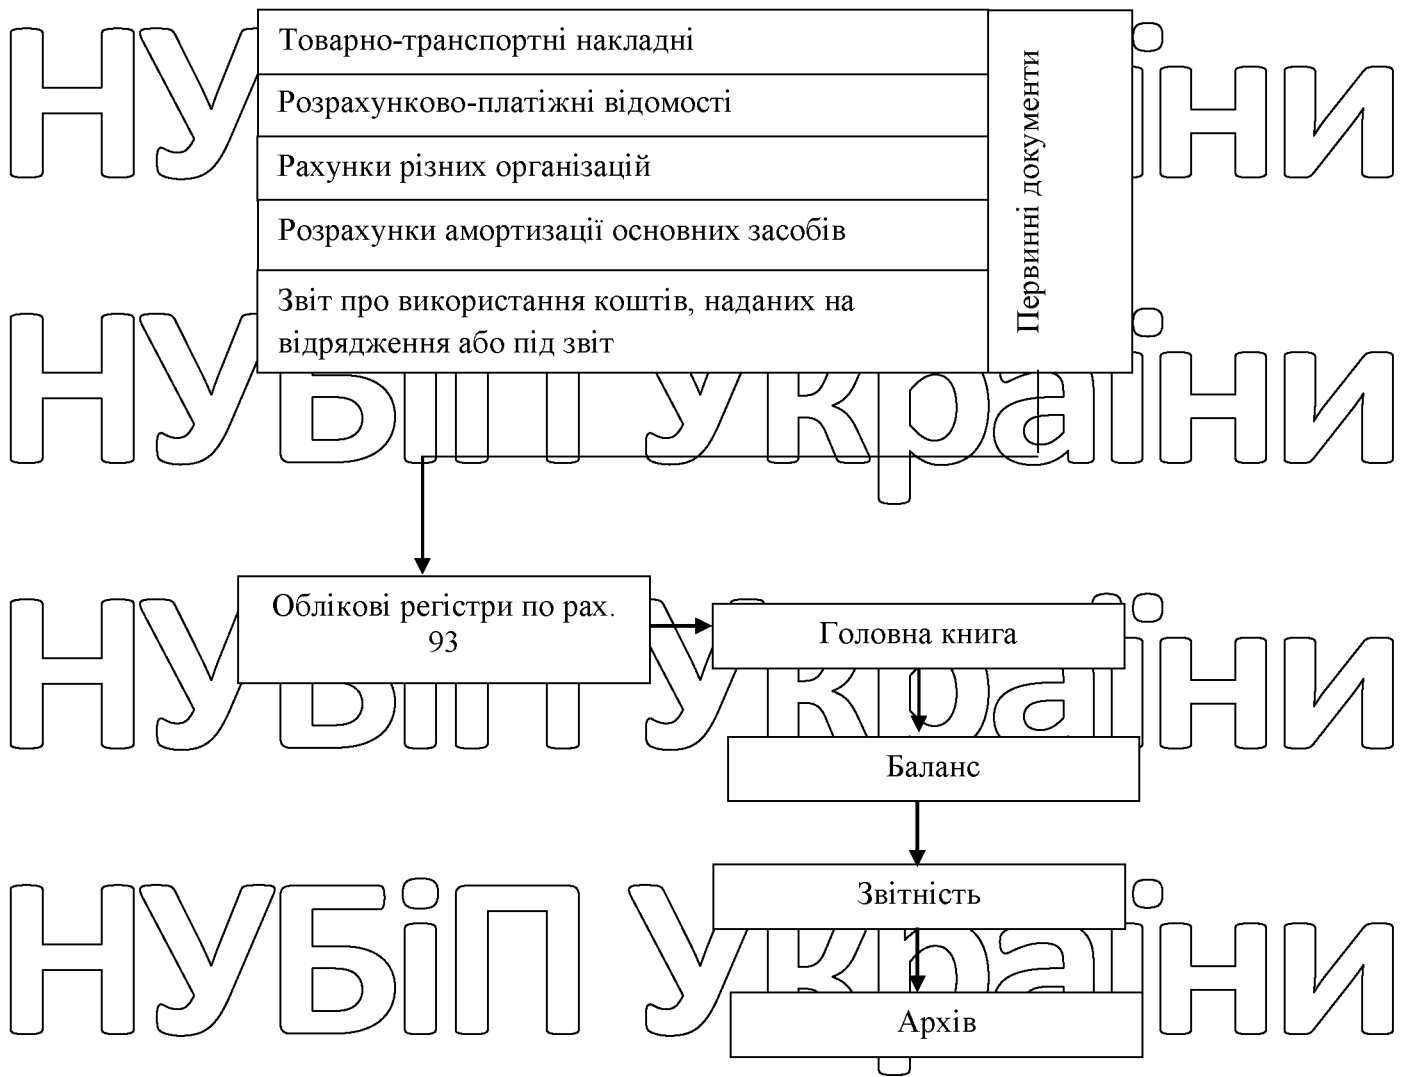 Товарно-транспортні накладні
Розрахунково-платіжні відомості
Рахунки різних організацій
Розрахунки амортизації основних засобів
Звіт про використання коштів, наданих на
відрядження або під звіт
Первинні документи
Облікові регістри по рах.
93
Головна книга
Баланс
Звітність
Архів
НУБіП України
НУБіП України
НУБіП України
НУБіП України